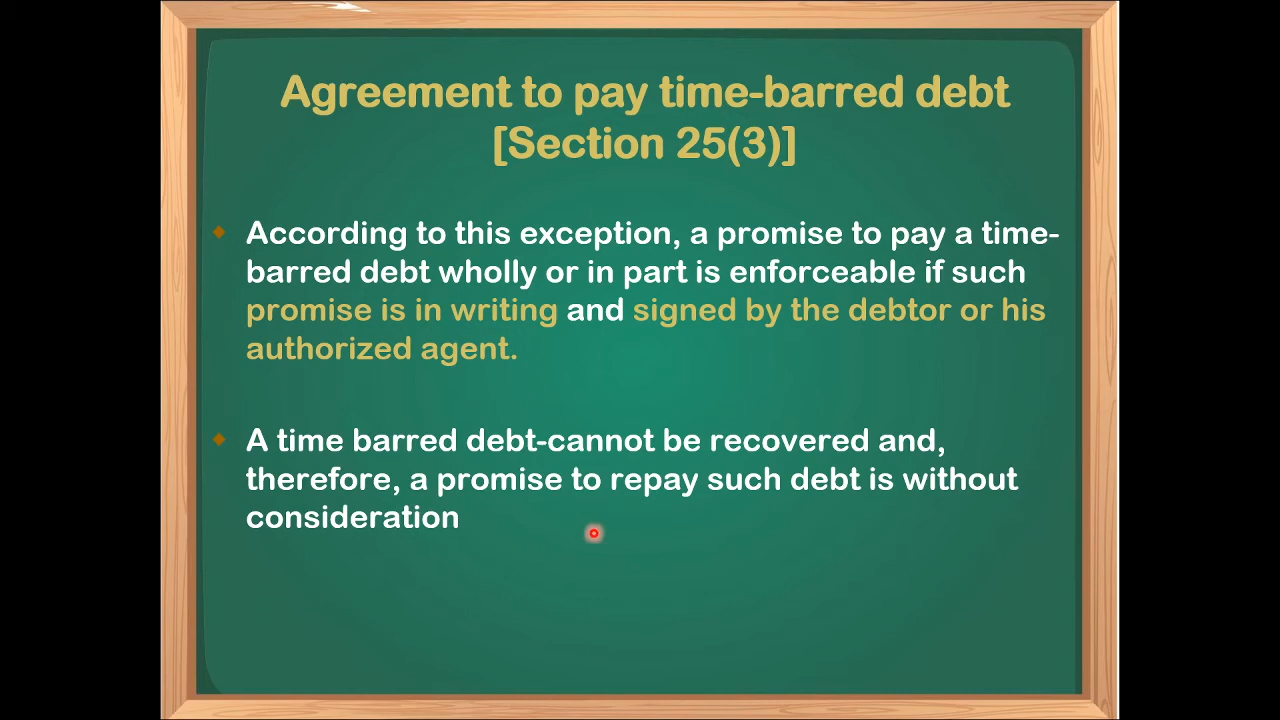 Agreement to pay time-barred debt
[Section 25(3)]
According to this exception, a promise to pay a time-
barred debt wholly or in part is enforceable if such
promise is in writing and signed by the debtor or his
authorized agent.
A time barred debt-cannot be recovered and,
therefore, a promise to repay such debt is without
consideration